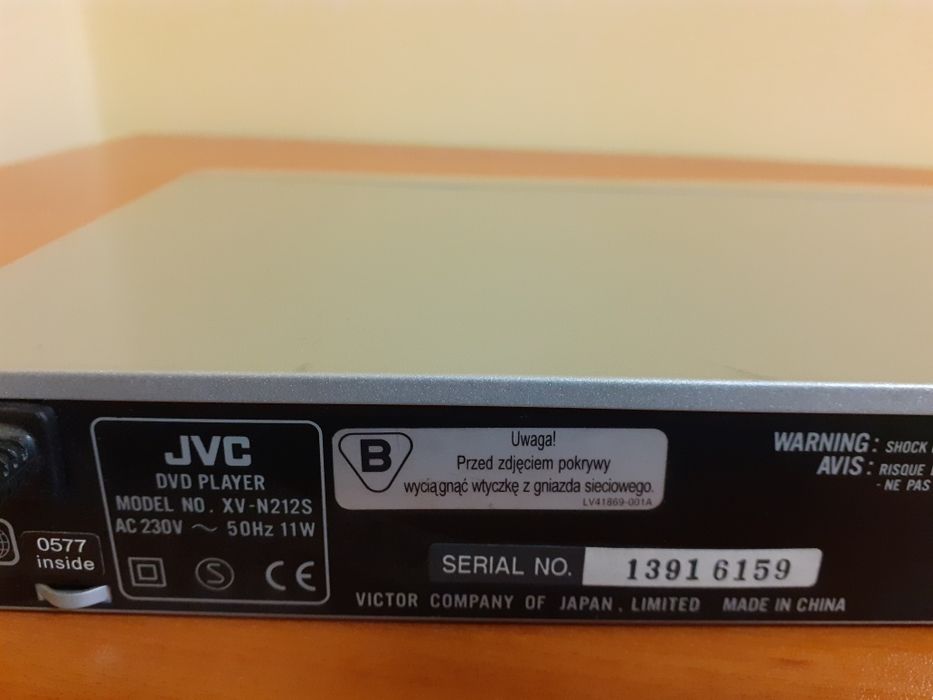 JVC
DVD PLAYER
MODEL NO. XV-N212S
AC 230V ~ 50Hz 11W
S
CE
0577
inside
B
Uwaga!
Przed zdjęciem pokrywy
wyciągnąć wtyczkę z gniazda sieciowego.
LV41869-001A
SERIAL NO. 1391 6159
VICTOR COMPANY OF JAPAN, LIMITED MADE IN CHINA
WARNING: SHOCK
AVIS: RISQUE
- NE PAS